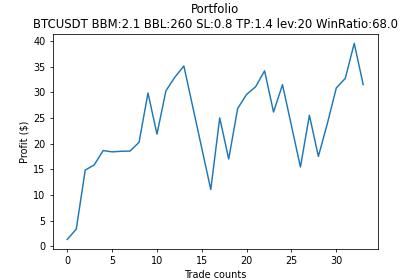 Portfolio
BTCUSDT BBM:2.1 BBL:260 SL:0.8 TP:1.4 lev:20 WinRatio:68.0
40
35
30
25
20
15
10
5
0
Profit ($)
0 5 10 15 20 25 30
Trade counts